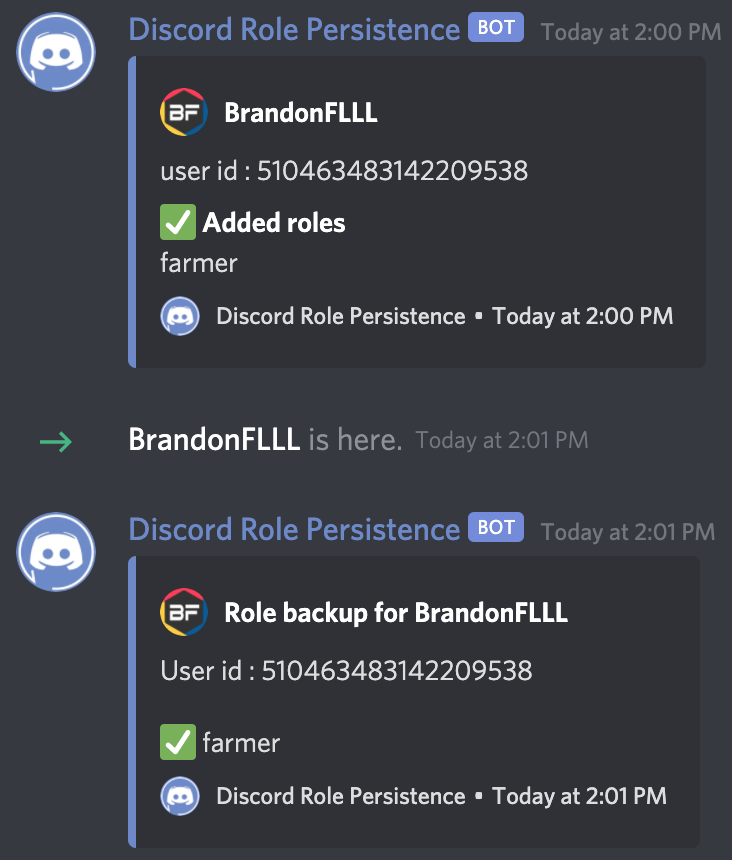 Discord Role Persistence BOT Today at 2:00 PM
BF BrandonFLLL
user id : 510463483142209538
✅ Added roles
farmer
Discord Role Persistence • Today at 2:00 PM
→ BrandonFLLL is here. Today at 2:01 PM
Discord Role Persistence BOT Today at 2:01 PM
BF Role backup for BrandonFLLL
User id : 510463483142209538
✅ farmer
Discord Role Persistence • Today at 2:01 PM